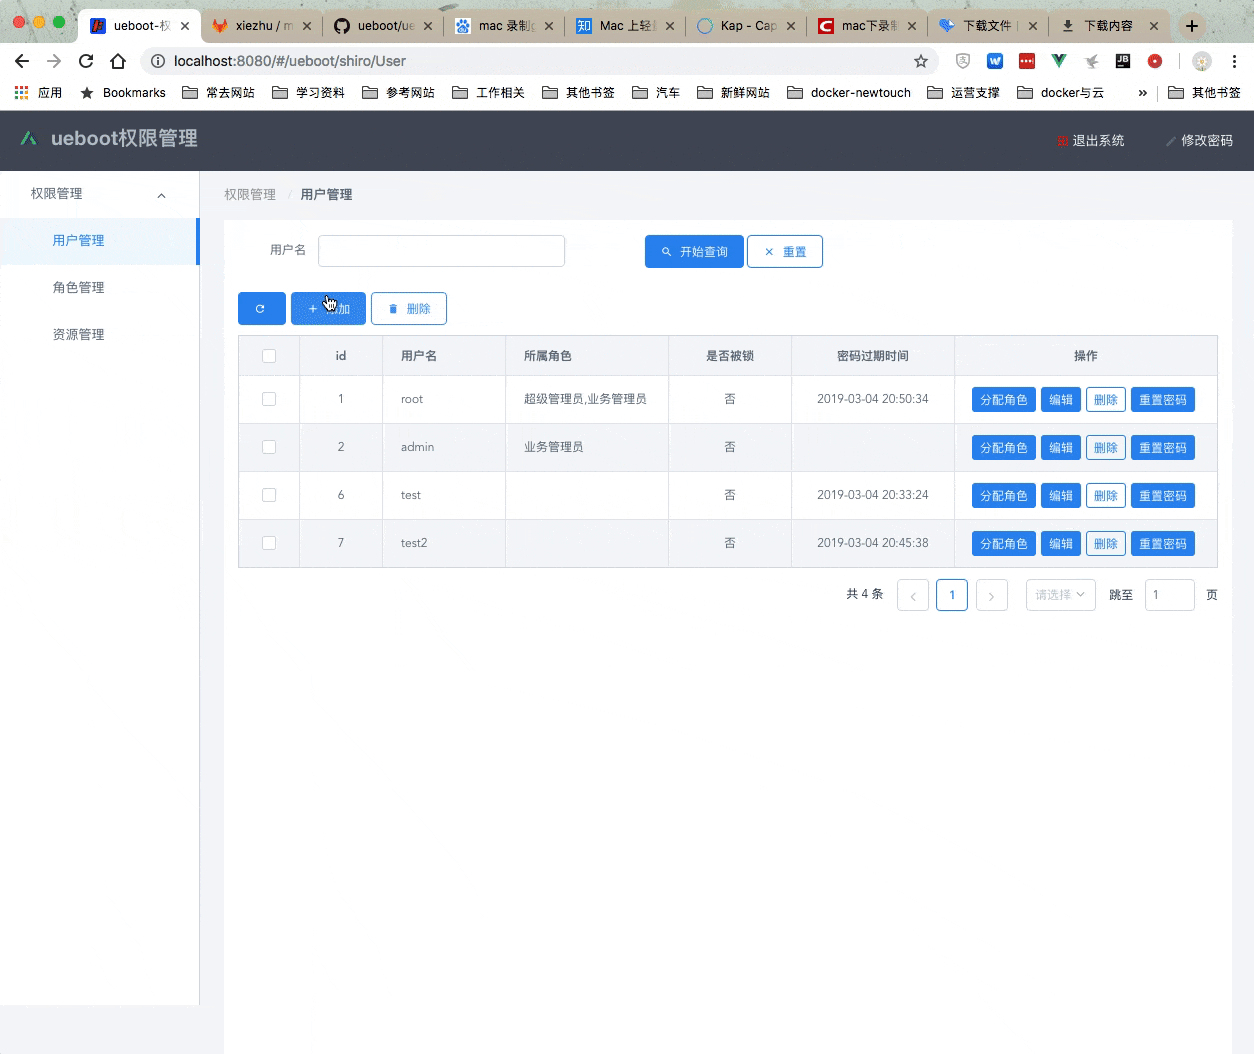 ueboot-权
xiezhu / m
ueboot/ue
mac 录制g
Mac 上轻量
Kap - Cap
mac下录制
下载文件
下载内容
localhost:8080/#/ueboot/shiro/User
应用 Bookmarks 常去网站 学习资料 参考网站 工作相关 其他书签 汽车 新鲜网站 docker-newtouch 运营支撑 docker与云 » 其他书签
ueboot权限管理
退出系统 修改密码
权限管理
用户管理
角色管理
资源管理
权限管理 / 用户管理
用户名 开始查询 重置
加 删除
id 用户名 所属角色 是否被锁 密码过期时间 操作
1 root 超级管理员,业务管理员 否 2019-03-04 20:50:34 分配角色 编辑 删除 重置密码
2 admin 业务管理员 否 分配角色 编辑 删除 重置密码
6 test 否 2019-03-04 20:33:24 分配角色 编辑 删除 重置密码
7 test2 否 2019-03-04 20:45:38 分配角色 编辑 删除 重置密码
共 4 条 1 请选择 跳至 1 页